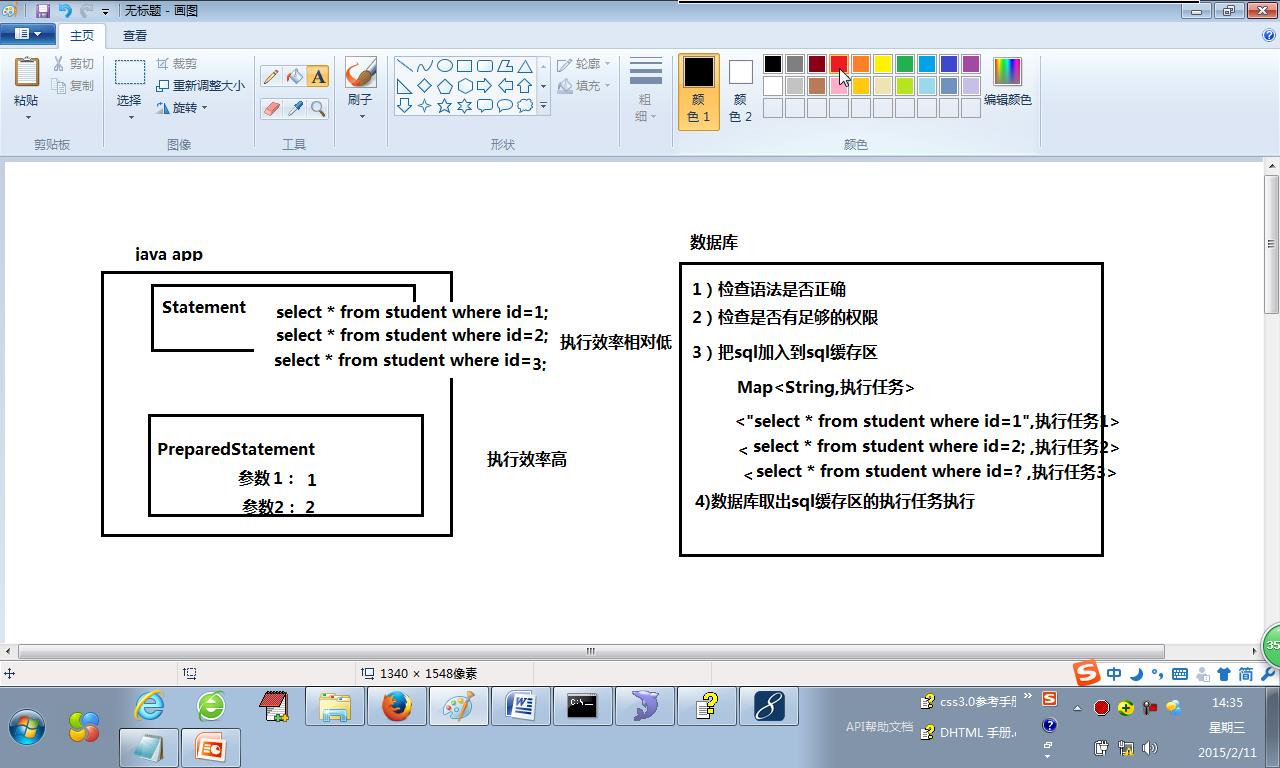 无标题 - 画图
主页
查看
粘贴
剪切
复制
剪贴板
选择
裁剪
重新调整大小
旋转
图像
A
工具
刷子
形状
轮廓
填充
粗
细
颜
色 1
颜
色 2
颜色
编辑颜色
java app
Statement
select * from student where id=1;
select * from student where id=2;
select * from student where id=3;
执行效率相对低
PreparedStatement
参数1： 1
参数2： 2
执行效率高
数据库
1）检查语法是否正确
2）检查是否有足够的权限
3）把sql加入到sql缓存区
Map<String,执行任务>
<"select * from student where id=1",执行任务1>
< select * from student where id=2; ,执行任务2>
< select * from student where id=? ,执行任务3>
4)数据库取出sql缓存区的执行任务执行
35
1340 × 1548像素
中
简
API帮助文档
css3.0参考手册
DHTML 手册.c
14:35
星期三
2015/2/11